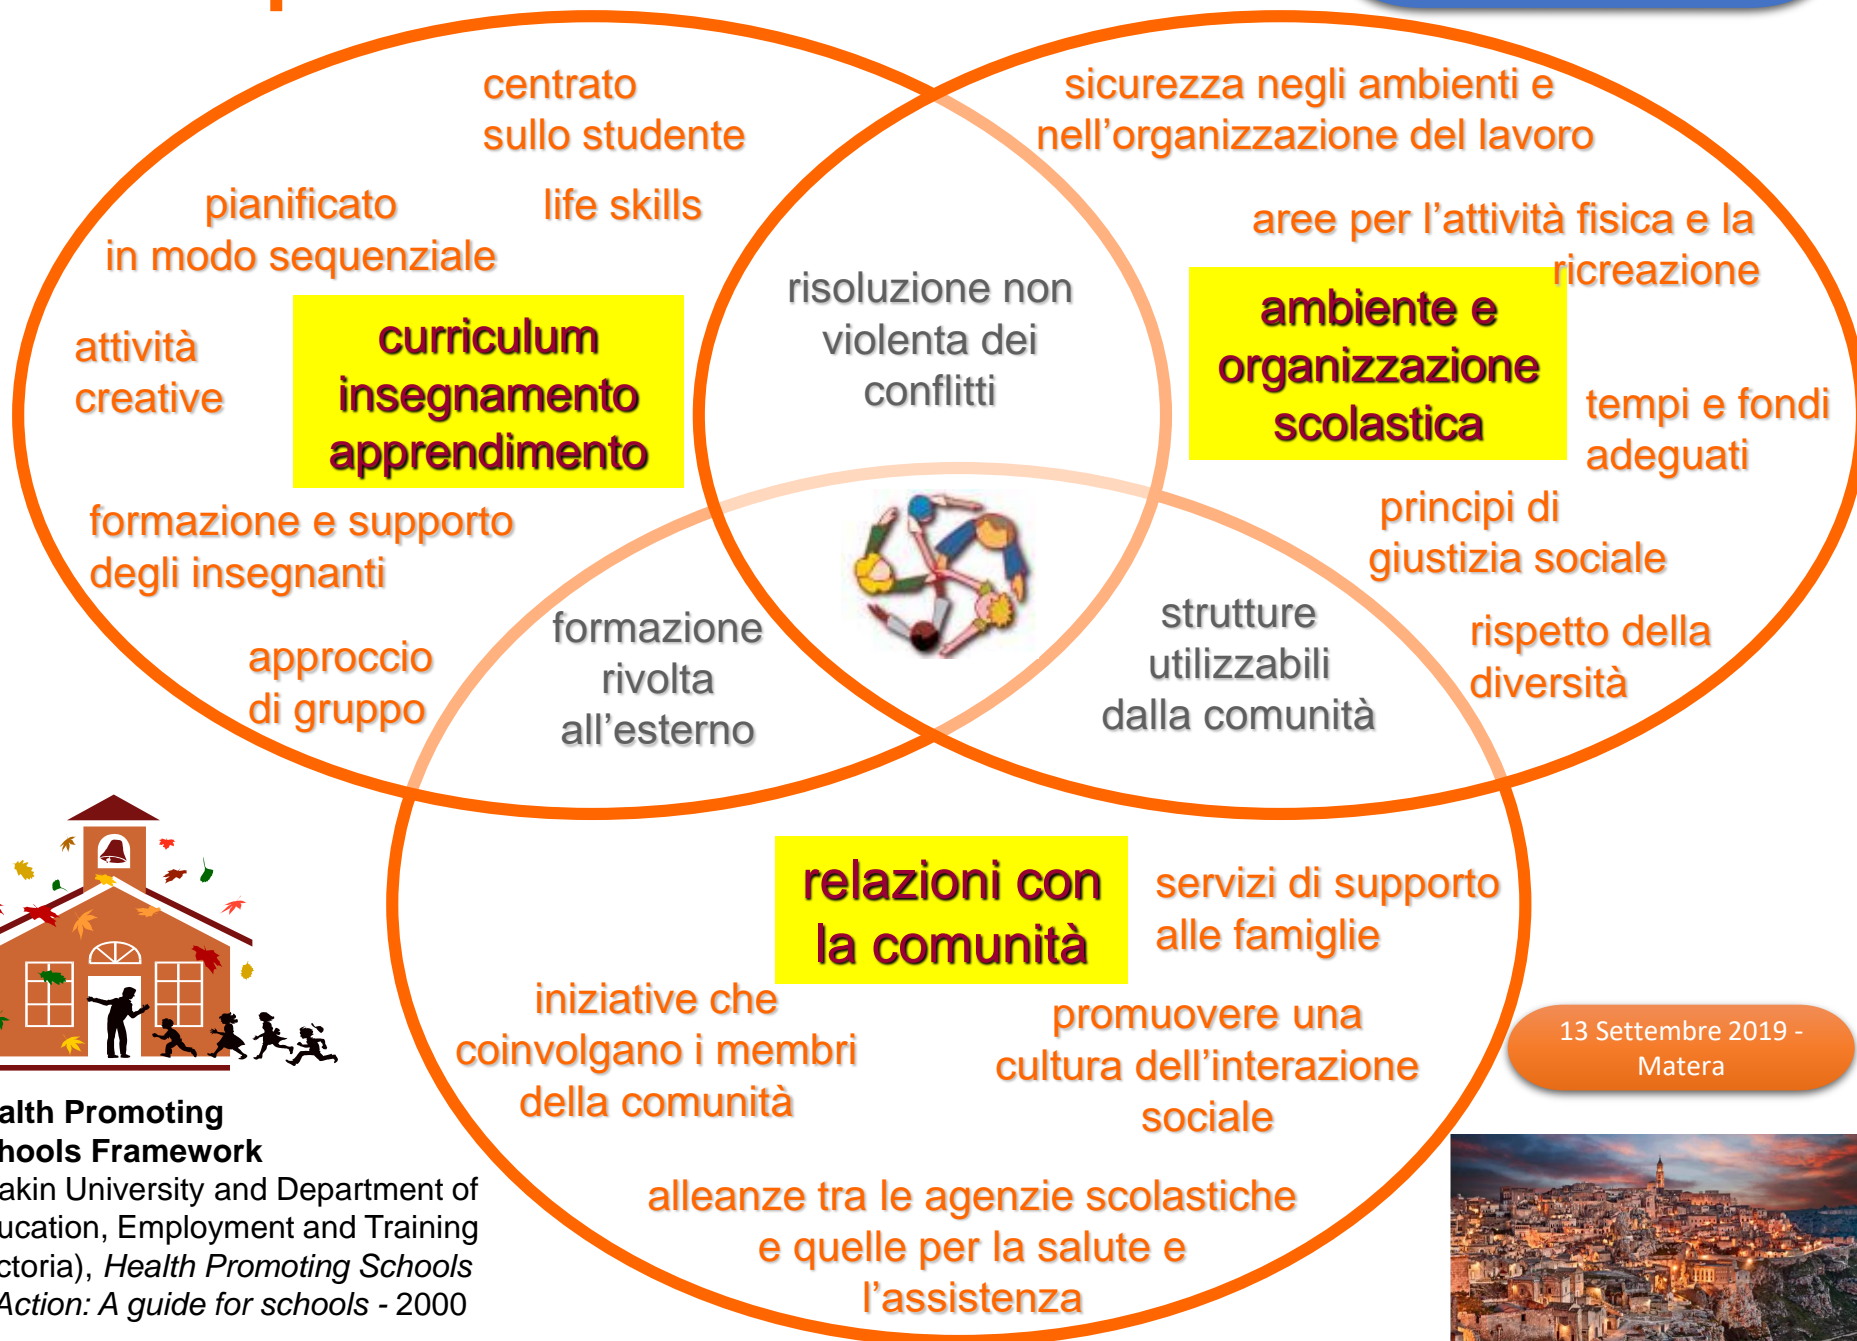 centrato
sullo studente
pianificato
in modo sequenziale
life skills
attività
creative
curriculum
insegnamento
apprendimento
formazione e supporto
degli insegnanti
approccio
di gruppo
risoluzione non
violenta dei
conflitti
sicurezza negli ambienti e
nell'organizzazione del lavoro
aree per l'attività fisica e la
ricreazione
ambiente e
organizzazione
scolastica
tempi e fondi
adeguati
principi di
giustizia sociale
rispetto della
diversità
formazione
rivolta
all'esterno
strutture
utilizzabili
dalla comunità
relazioni con
la comunità
servizi di supporto
alle famiglie
iniziative che
coinvolgano i membri
della comunità
promuovere una
cultura dell'interazione
sociale
alleanze tra le agenzie scolastiche
e quelle per la salute e
l'assistenza
13 Settembre 2019 -
Matera
alth Promoting
hools Framework
akin University and Department of
ucation, Employment and Training
ctoria), Health Promoting Schools
Action: A guide for schools - 2000